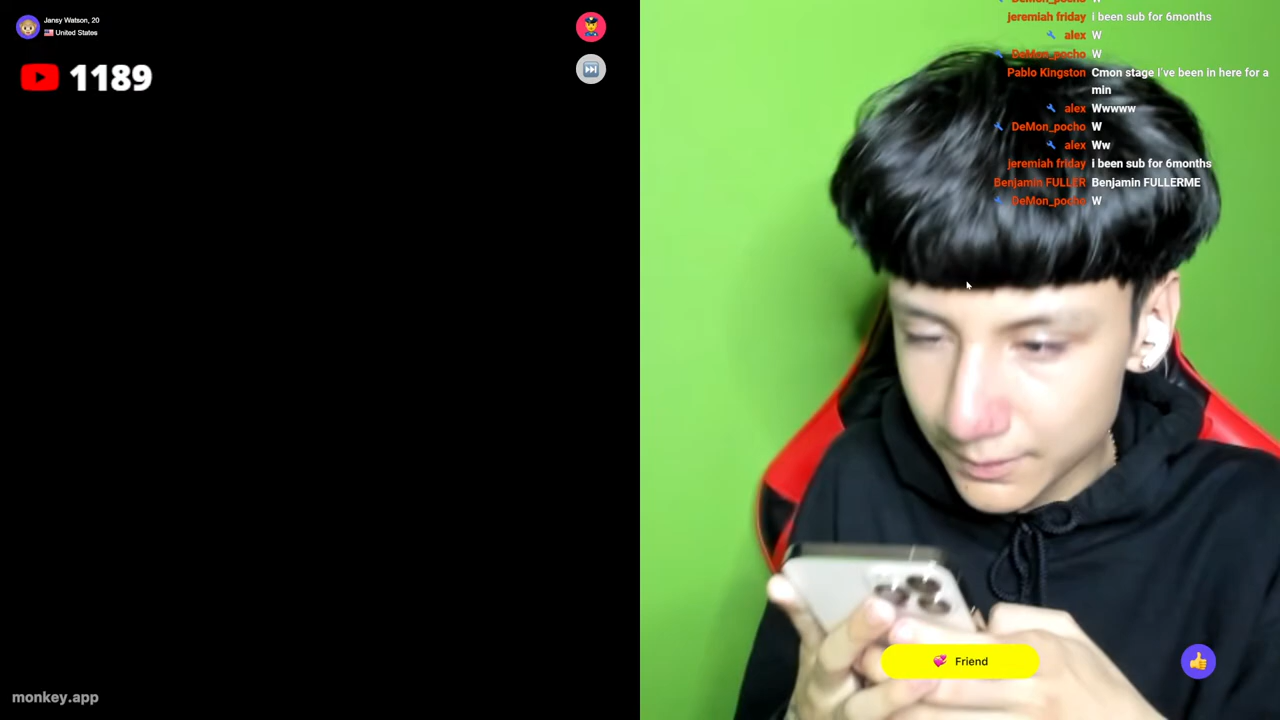 Jansy Watson, 20
United States
1189
DeMon_pocho W
jeremiah friday i been sub for 6months
alex W
DeMon_pocho W
Pablo Kingston Cmon stage I've been in here for a
min
alex Wwwww
DeMon_pocho W
alex Ww
jeremiah friday i been sub for 6months
Benjamin FULLER Benjamin FULLERME
DeMon_pocho W
Friend
monkey.app